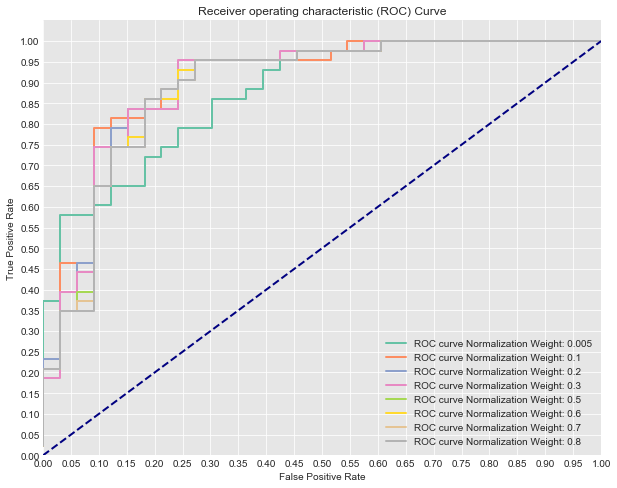 Receiver operating characteristic (ROC) Curve
1.00
0.95
0.90
0.85
0.80
0.75
0.70
0.65
0.60
0.55
0.50
0.45
0.40
0.35
0.30
0.25
0.20
0.15
0.10
0.05
0.00
True Positive Rate
ROC curve Normalization Weight: 0.005
ROC curve Normalization Weight: 0.1
ROC curve Normalization Weight: 0.2
ROC curve Normalization Weight: 0.3
ROC curve Normalization Weight: 0.5
ROC curve Normalization Weight: 0.6
ROC curve Normalization Weight: 0.7
ROC curve Normalization Weight: 0.8
0.00 0.05 0.10 0.15 0.20 0.25 0.30 0.35 0.40 0.45 0.50 0.55 0.60 0.65 0.70 0.75 0.80 0.85 0.90 0.95 1.00
False Positive Rate